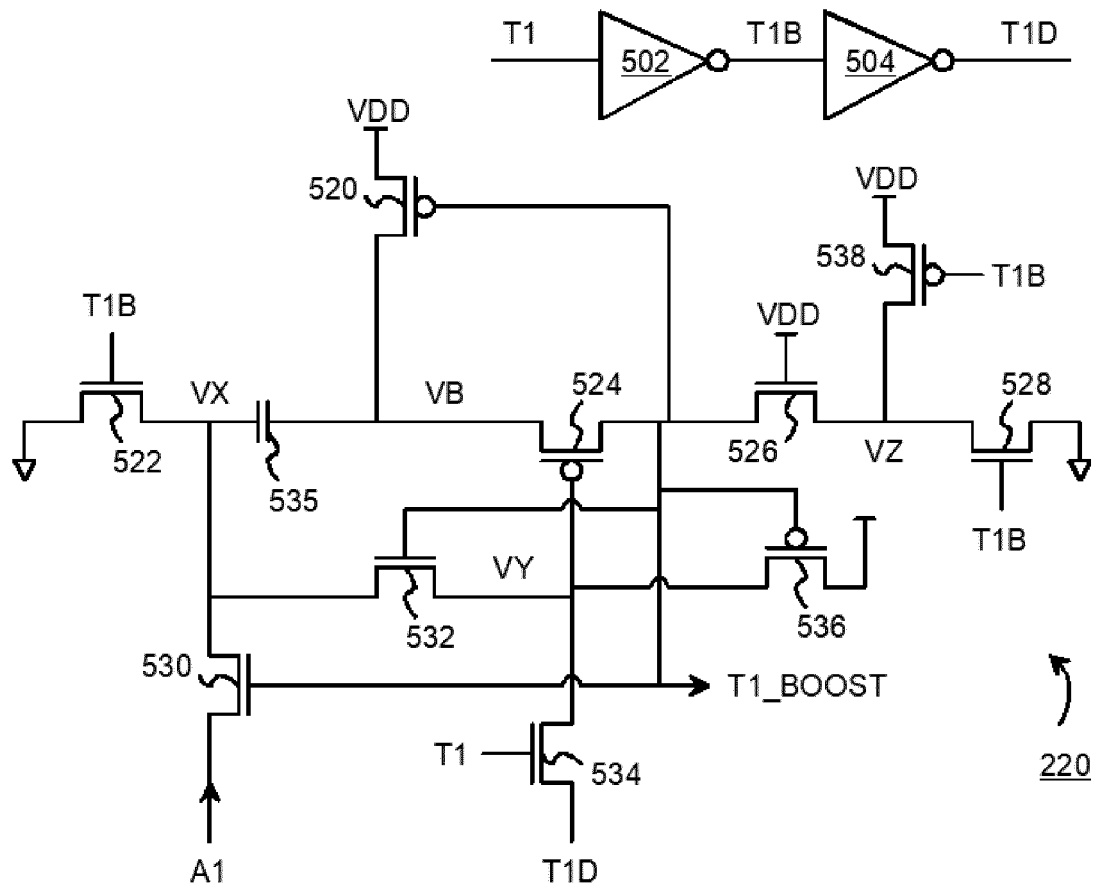 T1 502 T1B 504 T1D
VDD
520
VDD
538
T1B
T1B
VDD
VX
VB
524
528
522
535
526
VZ
T1B
VY
532
536
530
T1_BOOST
T1
534
220
A1
T1D